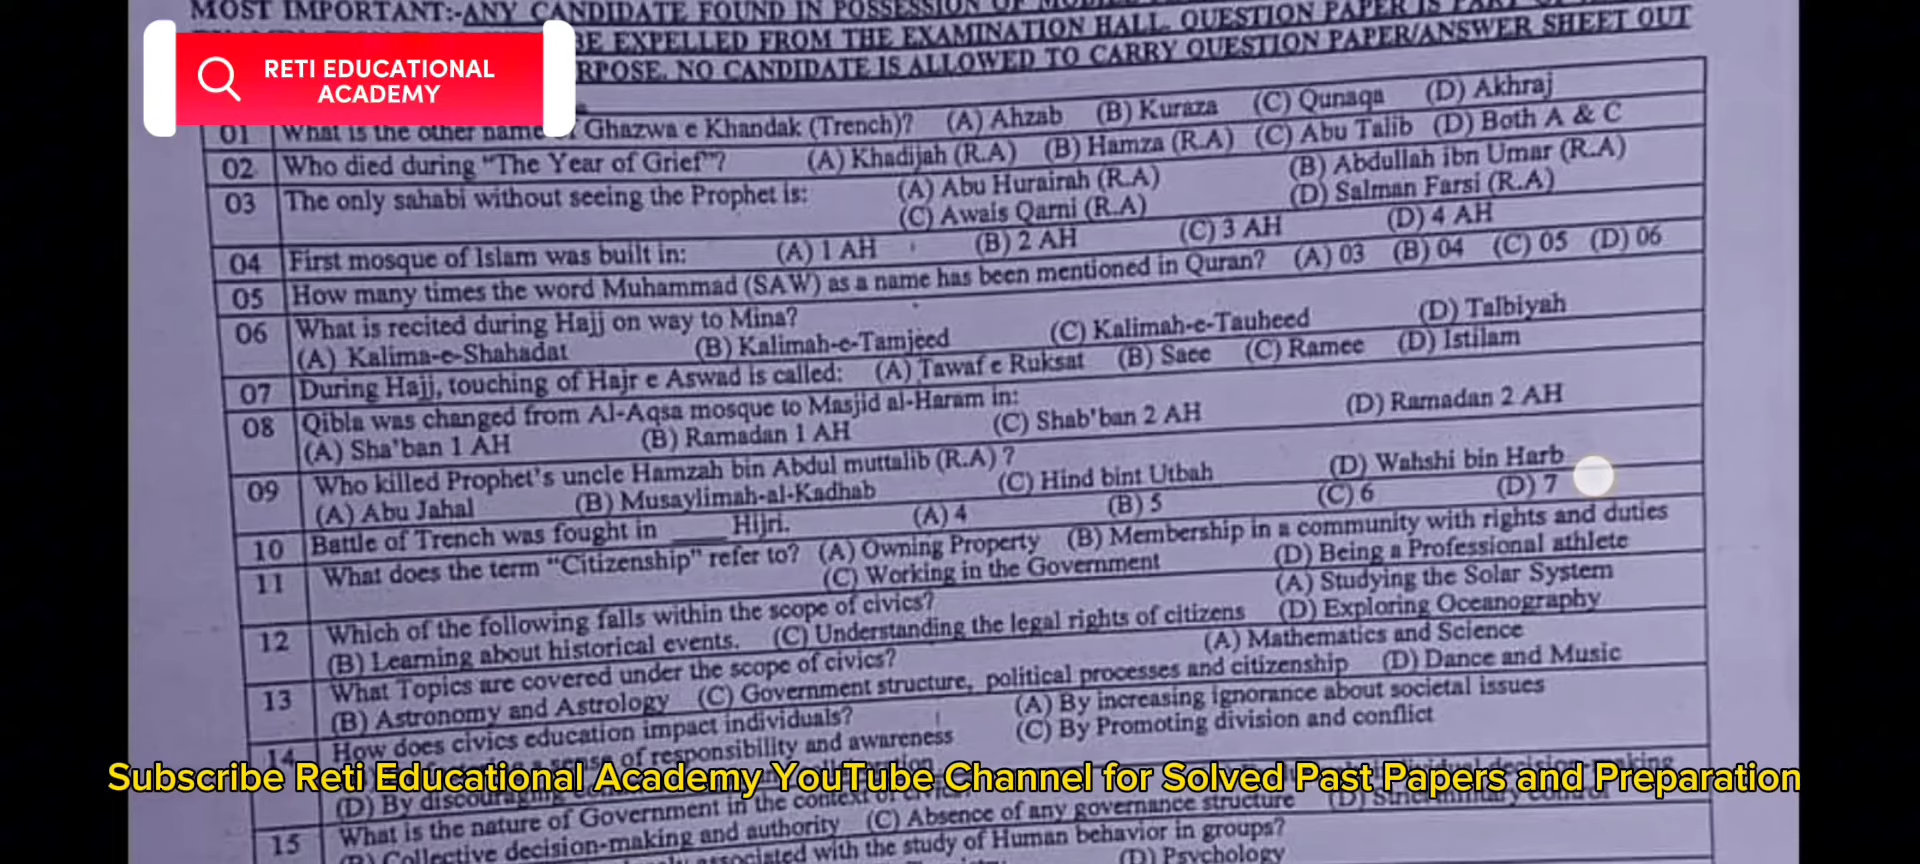 MOST IMPORTANT:-ANY CANDIDATE FOUND IN POSSESSION OF
BE EXPELLED FROM THE EXAMINATION HALL. QUESTION PAPER IS PART OF
RPOSE. NO CANDIDATE IS ALLOWED TO CARRY QUESTION PAPER/ANSWER SHEET OUT
RETI EDUCATIONAL
ACADEMY
01 What is the other name Ghazwa e Khandak (Trench)? (A) Ahzab (B) Kuraza (C) Qunaqa (D) Akhraj
02 Who died during "The Year of Grief"? (A) Khadijah (R.A) (B) Hamza (R.A) (C) Abu Talib (D) Both A & C
03 The only sahabi without seeing the Prophet is: (A) Abu Hurairah (R.A) (B) Abdullah ibn Umar (R.A)
(C) Awais Qarni (R.A) (D) Salman Farsi (R.A)
04 First mosque of Islam was built in: (A) 1 AH (B) 2 AH (C) 3 AH (D) 4 AH
05 How many times the word Muhammad (SAW) as a name has been mentioned in Quran? (A) 03 (B) 04 (C) 05 (D) 06
06 What is recited during Hajj on way to Mina?
(A) Kalima-e-Shahadat (B) Kalimah-e-Tamjeed (C) Kalimah-e-Tauheed (D) Talbiyah
07 During Hajj, touching of Hajr e Aswad is called: (A) Tawaf e Ruksat (B) Saee (C) Ramee (D) Istilam
08 Qibla was changed from Al-Aqsa mosque to Masjid al-Haram in:
(A) Sha'ban 1 AH (B) Ramadan 1 AH (C) Shab'ban 2 AH (D) Ramadan 2 AH
09 Who killed Prophet's uncle Hamzah bin Abdul muttalib (R.A) ?
(A) Abu Jahal (B) Musaylimah-al-Kadhab (C) Hind bint Utbah (D) Wahshi bin Harb
10 Battle of Trench was fought in ____ Hijri. (A) 4 (B) 5 (C) 6 (D) 7
11 What does the term "Citizenship" refer to? (A) Owning Property (B) Membership in a community with rights and duties
(C) Working in the Government (D) Being a Professional athlete
12 Which of the following falls within the scope of civics? (A) Studying the Solar System
(B) Learning about historical events. (C) Understanding the legal rights of citizens (D) Exploring Oceanography
13 What Topics are covered under the scope of civics? (A) Mathematics and Science
(B) Astronomy and Astrology (C) Government structure, political processes and citizenship (D) Dance and Music
14 How does civics education impact individuals? (A) By increasing ignorance about societal issues
sense of responsibility and awareness (C) By Promoting division and conflict
Subscribe Reti Educational Academy YouTube Channel for Solved Past Papers and Preparation
(D) By discouraging
15 What is the nature of Government in the context of
(B) Collective decision-making and authority (C) Absence of any governance structure (D)
associated with the study of Human behavior in groups?
(D) Psychology